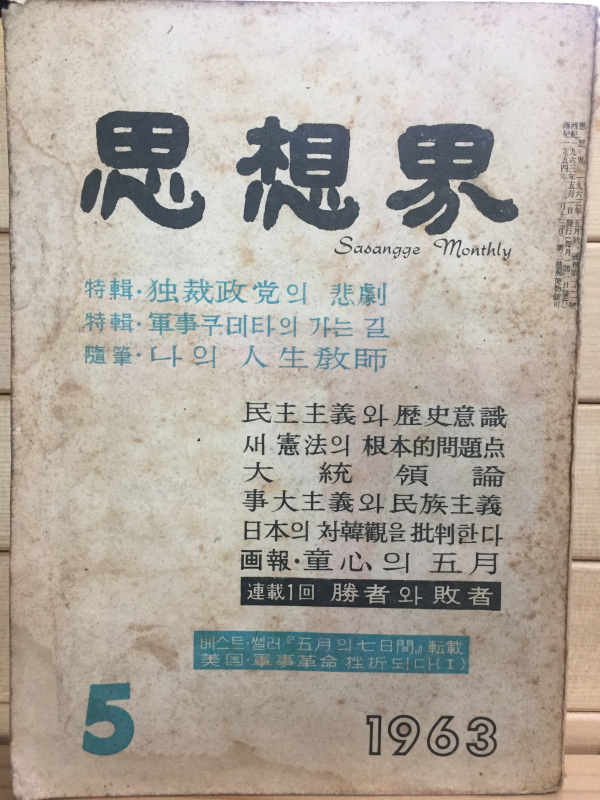 思想界
Sasangge Monthly
特輯·独裁政党의 悲劇
特輯·軍事쿠데타의 가는 길
隨筆·나의 人生敎師
民主主義와 歷史意識
새 憲法의 根本的問題点
大統領論
事大主義와 民族主義
日本의 対韓觀을 批判한다
画報·童心의 五月
連載1回 勝者와 敗者
베스트·쎌러『五月의 七日間』転載
美国·軍事革命 挫折되다(I)
5
1963